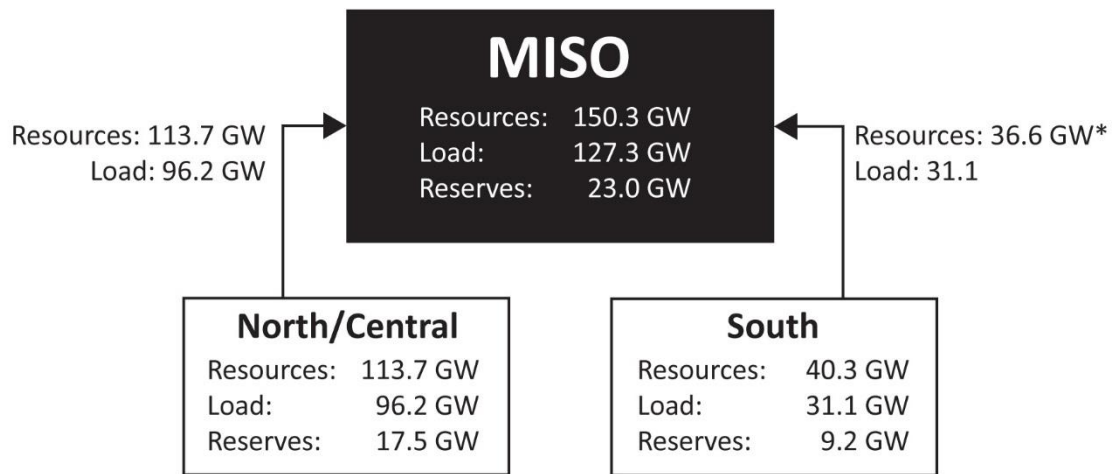 MISO
Resources: 150.3 GW
Load: 127.3 GW
Reserves: 23.0 GW
Resources: 113.7 GW
Load: 96.2 GW
Resources: 36.6 GW*
Load: 31.1
North/Central
Resources: 113.7 GW
Load: 96.2 GW
Reserves: 17.5 GW
South
Resources: 40.3 GW
Load: 31.1 GW
Reserves: 9.2 GW